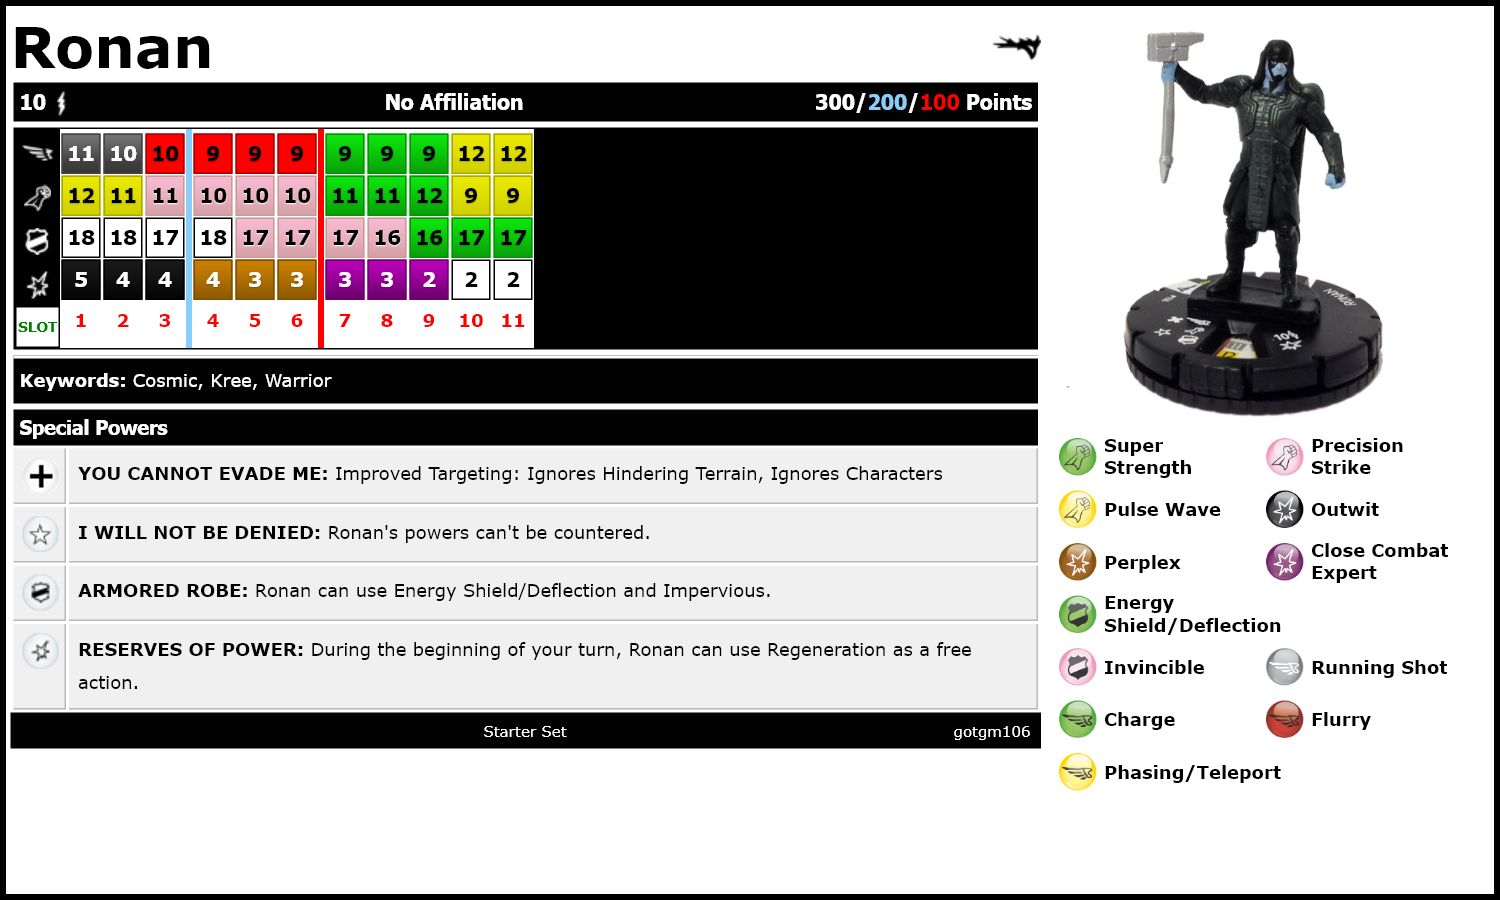 Ronan
10 No Affiliation 300/200/100 Points
11 10 10 9 9 9 9 9 9 12 12
12 11 11 10 10 10 11 11 12 9 9
18 18 17 18 17 17 17 16 16 17 17
5 4 4 4 3 3 3 3 2 2 2
SLOT 1 2 3 4 5 6 7 8 9 10 11
Keywords: Cosmic, Kree, Warrior
Special Powers
YOU CANNOT EVADE ME: Improved Targeting: Ignores Hindering Terrain, Ignores Characters
I WILL NOT BE DENIED: Ronan's powers can't be countered.
ARMORED ROBE: Ronan can use Energy Shield/Deflection and Impervious.
RESERVES OF POWER: During the beginning of your turn, Ronan can use Regeneration as a free
action.
Starter Set gotgm106
RONAN
Super
Strength
Precision
Strike
Pulse Wave
Outwit
Perplex
Close Combat
Expert
Energy
Shield/Deflection
Invincible
Running Shot
Charge
Flurry
Phasing/Teleport